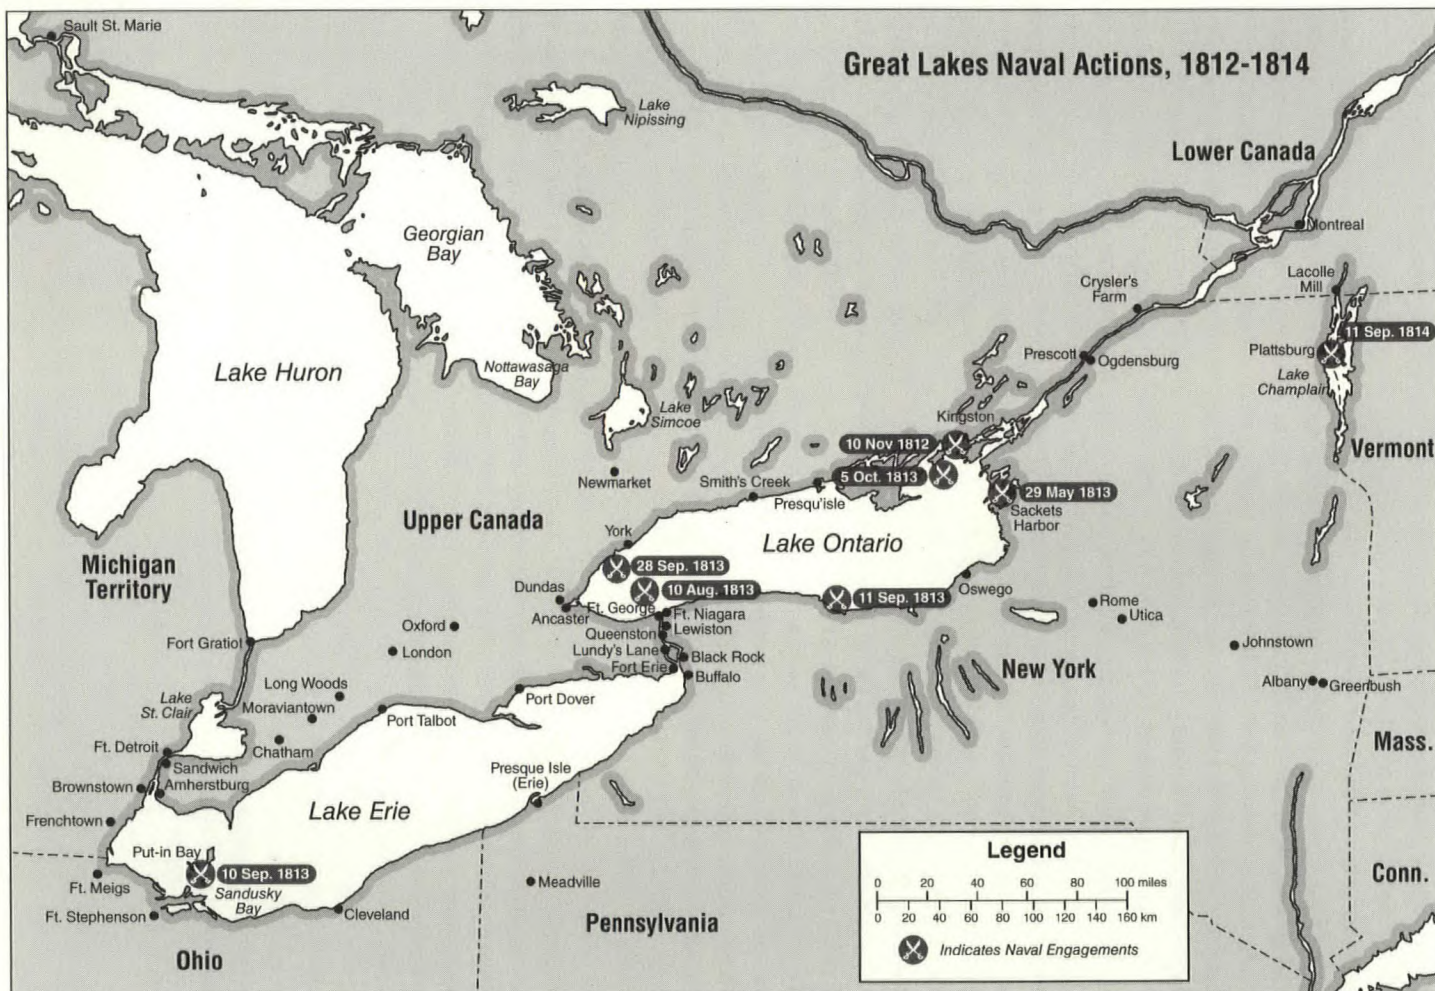 Great Lakes Naval Actions, 1812-1814
Sault St. Marie
Lake
Nipissing
Lower Canada
Georgian
Bay
Montreal
Lacolle
Mill
Crysler's
Farm
11 Sep. 1814
Plattsburg
Lake
Champlain
Prescott
Ogdensburg
Lake Huron
Nottawasaga
Bay
Lake
Simcoe
Kingston
10 Nov 1812
Vermont
5 Oct. 1813
29 May 1813
Sackets
Harbor
Newmarket
Smith's Creek
Presqu'isle
Upper Canada
York
Lake Ontario
Michigan
Territory
28 Sep. 1813
10 Aug. 1813
11 Sep. 1813
Dundas
Ancaster
Ft. George
Ft. Niagara
Oswego
Rome
Utica
Lewiston
Queenston
Oxford
London
Lundy's Lane
Black Rock
Fort Erie
Buffalo
Johnstown
New York
Albany
Greenbush
Fort Gratiot
Long Woods
Moraviantown
Lake
St. Clair
Port Talbot
Port Dover
Chatham
Ft. Detroit
Sandwich
Amherstburg
Brownstown
Mass.
Presque Isle
(Erie)
Lake Erie
Frenchtown
Put-in Bay
10 Sep. 1813
Sandusky
Bay
Ft. Meigs
Ft. Stephenson
Cleveland
Meadville
Conn.
Pennsylvania
Ohio
Legend
0 20 40 60 80 100 miles
0 20 40 60 80 100 120 140 160 km
Indicates Naval Engagements